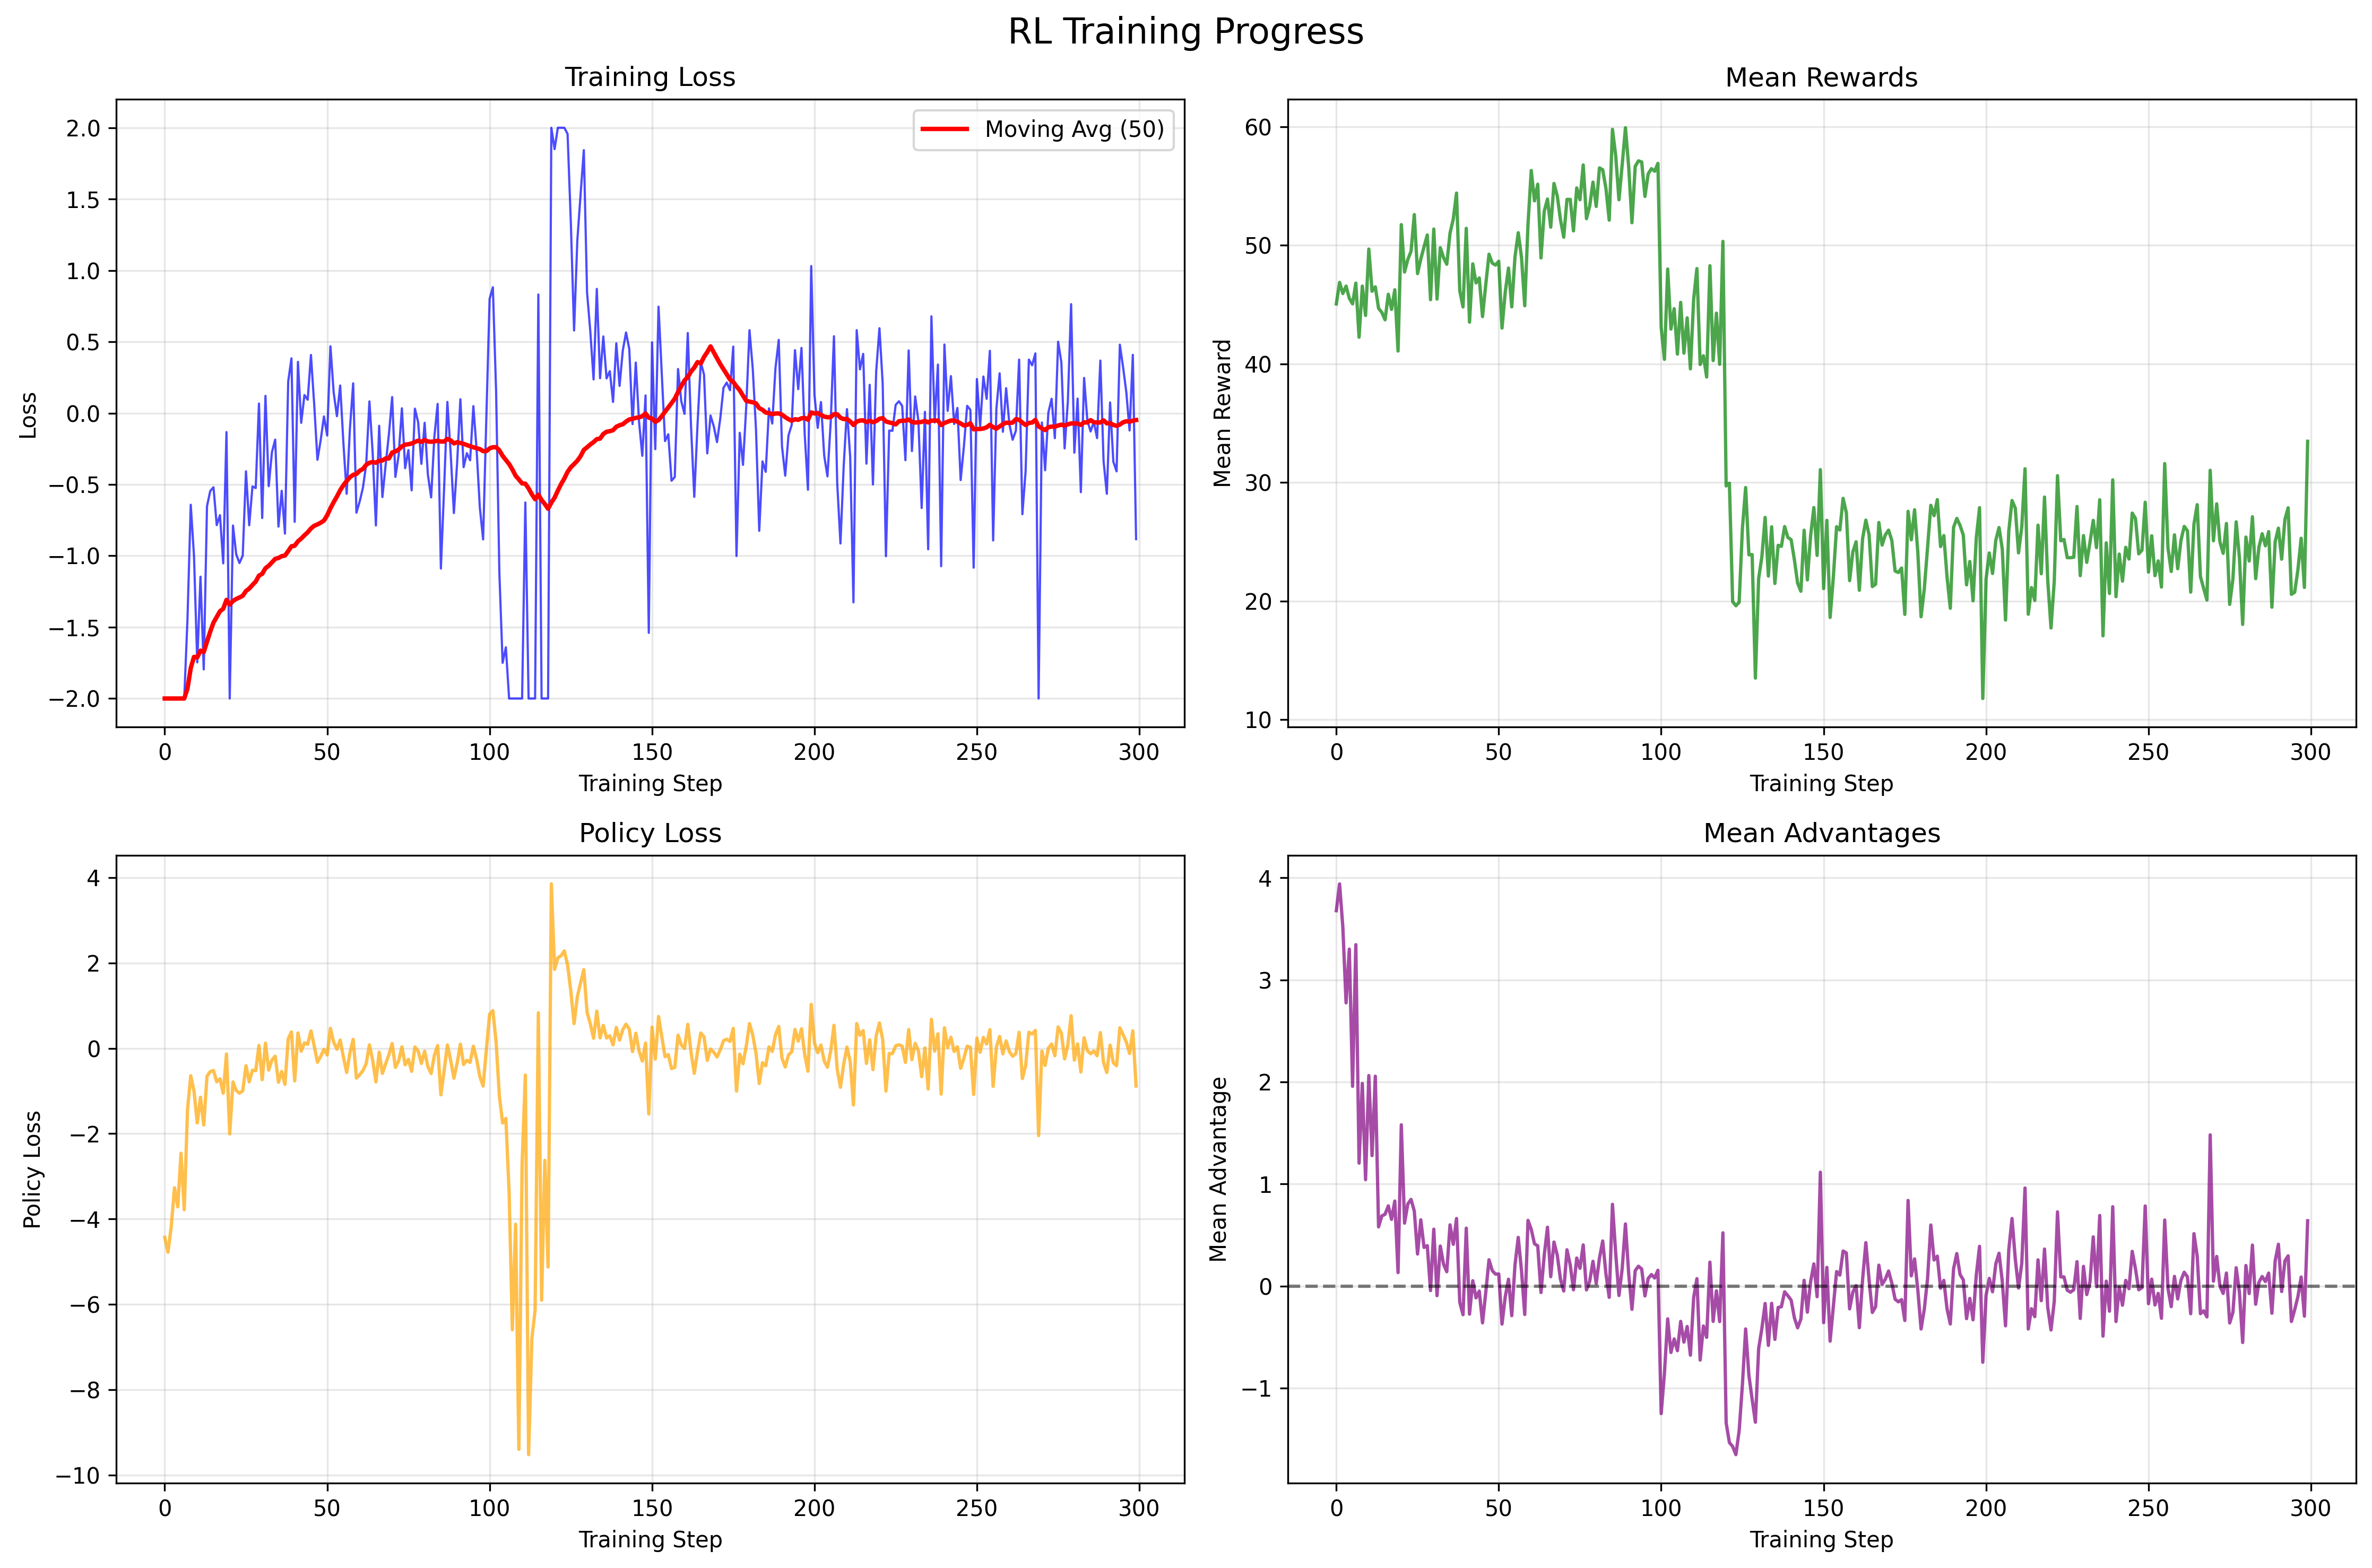 RL Training Progress
Training Loss
Moving Avg (50)
2.0
1.5
1.0
0.5
0.0
−0.5
−1.0
−1.5
−2.0
Loss
0 50 100 150 200 250 300
Training Step
Mean Rewards
60
50
40
30
20
10
Mean Reward
0 50 100 150 200 250 300
Training Step
Policy Loss
4
2
0
−2
−4
−6
−8
−10
Policy Loss
0 50 100 150 200 250 300
Training Step
Mean Advantages
4
3
2
1
0
−1
Mean Advantage
0 50 100 150 200 250 300
Training Step